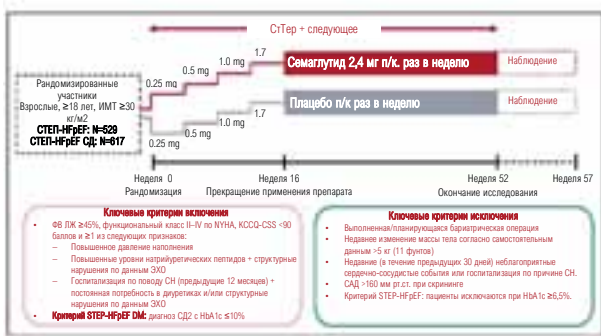 СтТер + следующее
Рандомизированные
участники
Взрослые, ≥18 лет, ИМТ ≥30
кг/м2
СТЕП-HFpEF: N=529
СТЕП-HFpEF СД: N=617
0.25 mg
0.5 mg
1.0 mg
1.7
Семаглутид 2,4 мг п/к. раз в неделю
Наблюдение
0.25 mg
0.5 mg
1.0 mg
1.7
Плацебо п/к раз в неделю
Наблюдение
Неделя 0
Рандомизация
Неделя 16
Прекращение применения препарата
Неделя 52
Окончание исследования
Неделя 57
Ключевые критерии включения
• ФВ ЛЖ ≥45%, функциональный класс II–IV по NYHA, KCCQ-CSS <90
баллов и ≥1 из следующих признаков:
– Повышенное давление наполнения
– Повышенные уровни натрийуретических пептидов + структурные
нарушения по данным ЭХО
– Госпитализация по поводу СН (предыдущие 12 месяцев) +
постоянная потребность в диуретиках и/или структурные
нарушения по данным ЭХО
• Критерий STEP-HFpEF DM: диагноз СД2 с HbA1c ≤10%
Ключевые критерии исключения
• Выполненная/планирующаяся бариатрическая операция
• Недавнее изменение массы тела согласно самостоятельным
данным >5 кг (11 фунтов)
• Недавние (в течение предыдущих 30 дней) неблагоприятные
сердечно-сосудистые события или госпитализация по причине СН.
• САД >160 мм рт.ст. при скрининге
• Критерий STEP-HFpEF: пациенты исключаются при HbA1c ≥6,5%.